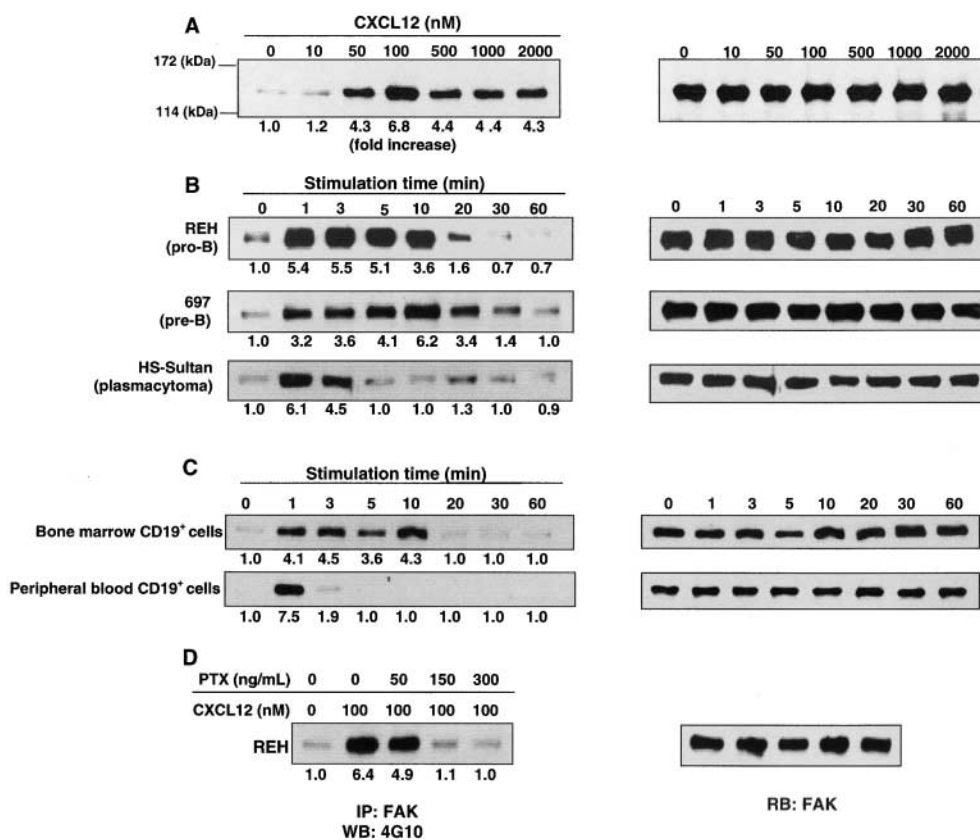 A
CXCL12 (nM)
0 10 50 100 500 1000 2000
0 10 50 100 500 1000 2000
172 (kDa)
114 (kDa)
1.0 1.2 4.3 6.8 4.4 4 .4 4.3
(fold increase)
B
Stimulation time (min)
0 1 3 5 10 20 30 60
0 1 3 5 10 20 30 60
REH
(pro-B)
1.0 5.4 5.5 5.1 3.6 1.6 0.7 0.7
697
(pre-B)
1.0 3.2 3.6 4.1 6.2 3.4 1.4 1.0
HS-Sultan
(plasmacytoma)
1.0 6.1 4.5 1.0 1.0 1.3 1.0 0.9
C
Stimulation time (min)
0 1 3 5 10 20 30 60
0 1 3 5 10 20 30 60
Bone marrow CD19⁺ cells
1.0 4.1 4.5 3.6 4.3 1.0 1.0 1.0
Peripheral blood CD19⁺ cells
1.0 7.5 1.9 1.0 1.0 1.0 1.0 1.0
D
PTX (ng/mL) 0 0 50 150 300
CXCL12 (nM) 0 100 100 100 100
REH
1.0 6.4 4.9 1.1 1.0
IP: FAK
WB: 4G10
RB: FAK